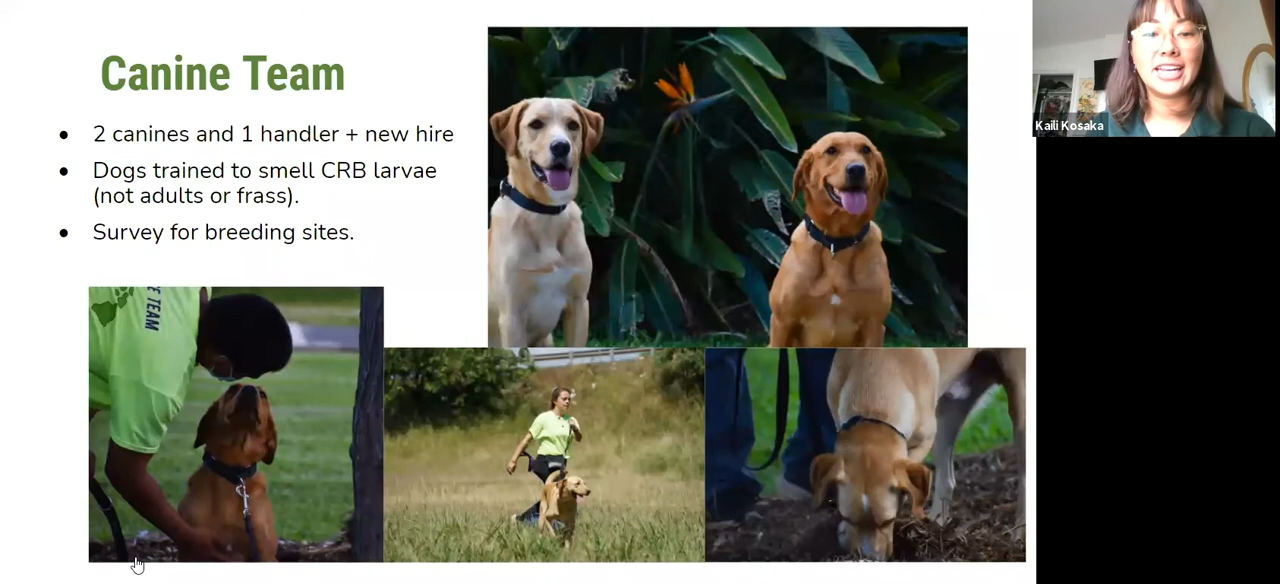 Canine Team
• 2 canines and 1 handler + new hire
• Dogs trained to smell CRB larvae
(not adults or frass).
• Survey for breeding sites.
TEAM
Kaili Kosaka